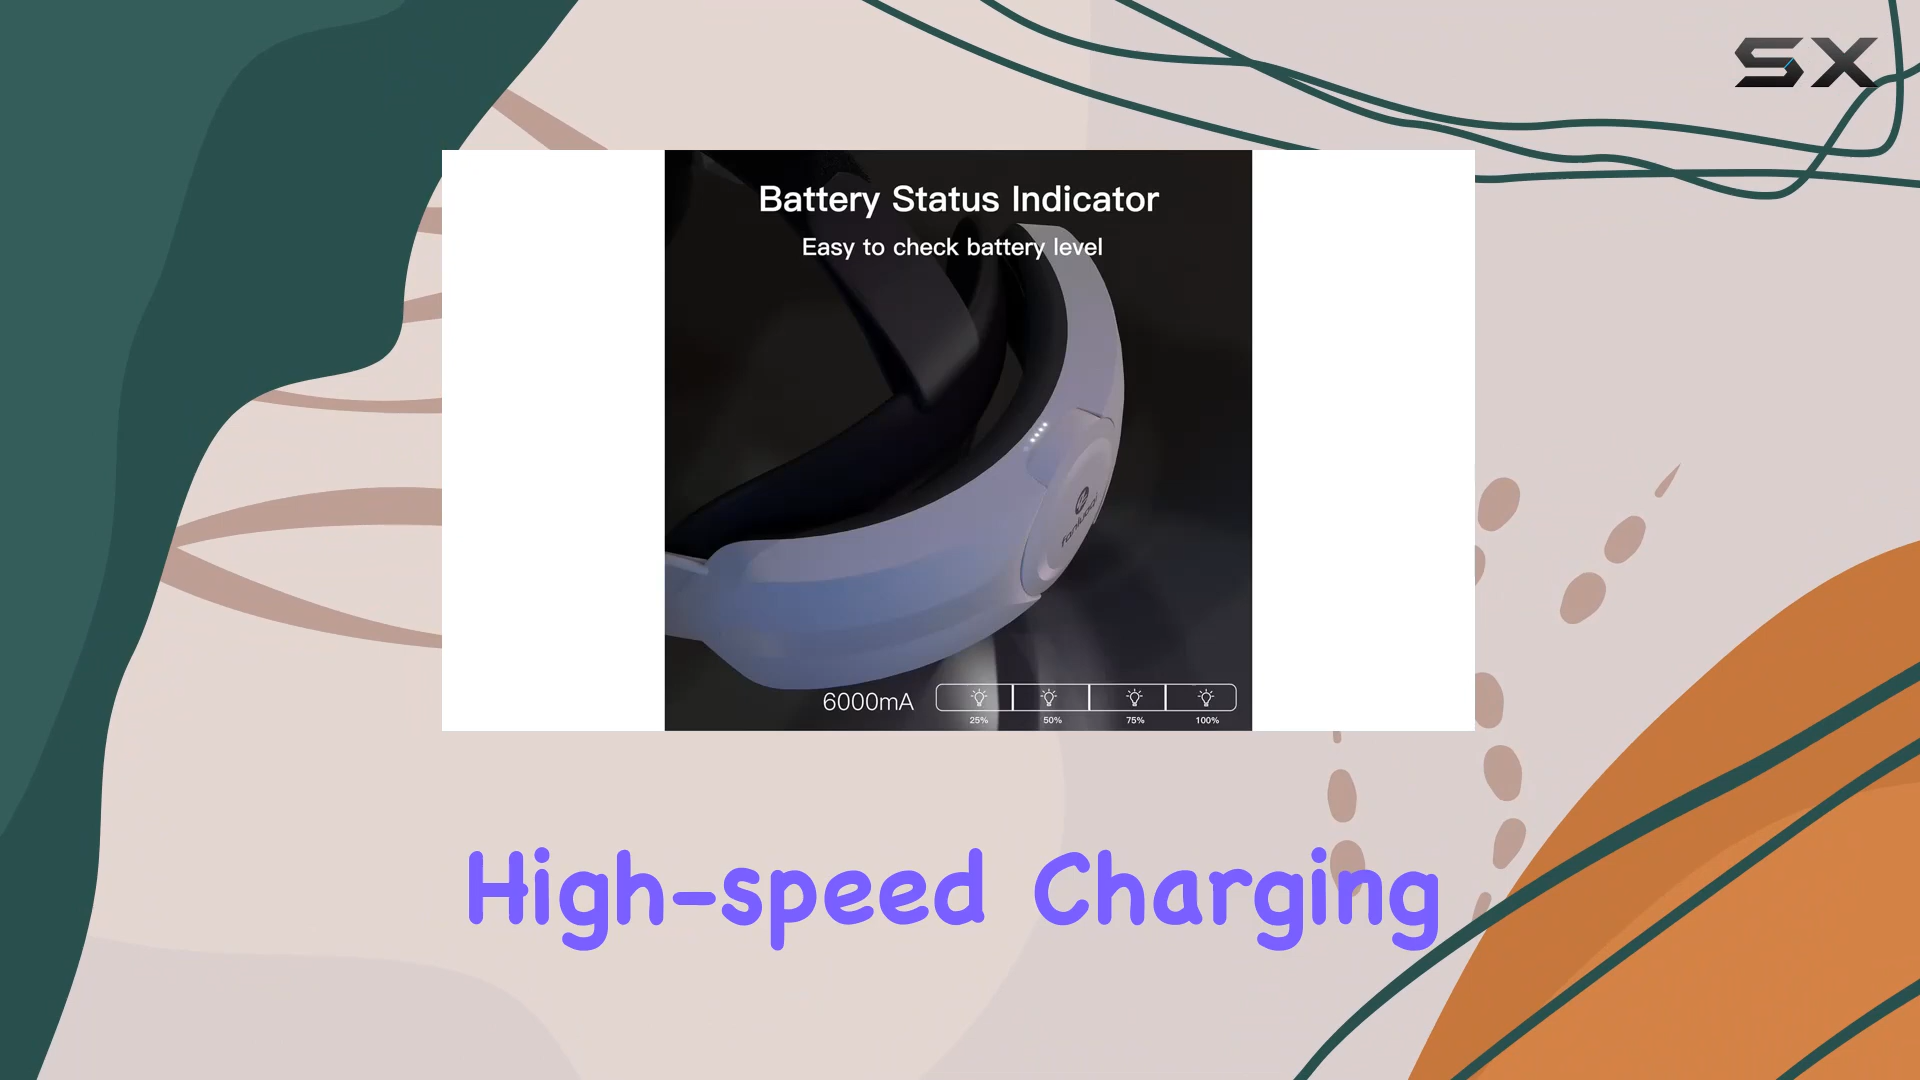 SX
Battery Status Indicator
Easy to check battery level
6000mA
25% 50% 75% 100%
High-speed Charging